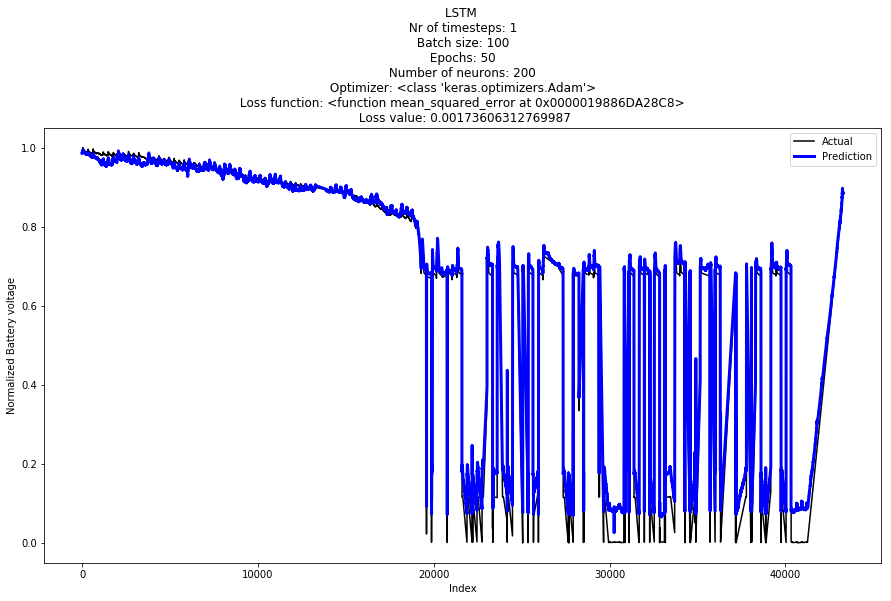 LSTM
Nr of timesteps: 1
Batch size: 100
Epochs: 50
Number of neurons: 200
Optimizer: <class 'keras.optimizers.Adam'>
Loss function: <function mean_squared_error at 0x0000019886DA28C8>
Loss value: 0.00173606312769987
Actual
Prediction
1.0
0.8
0.6
0.4
0.2
0.0
Normalized Battery voltage
0
10000
20000
30000
40000
Index